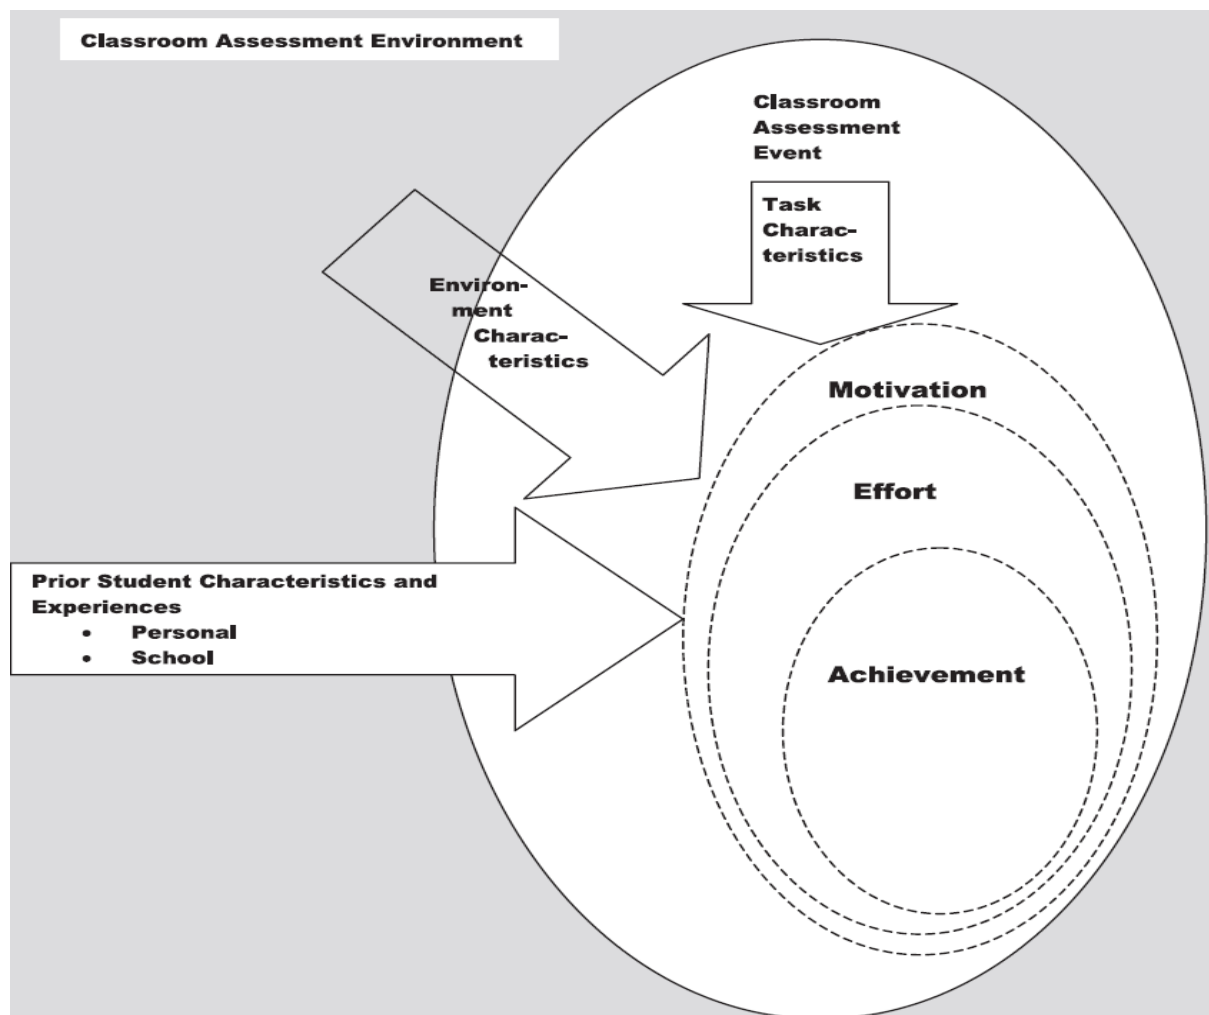 Classroom Assessment Environment
Classroom
Assessment
Event
Task
Charac-
teristics
Environ-
ment
Charac-
teristics
Motivation
Effort
Prior Student Characteristics and
Experiences
• Personal
• School
Achievement